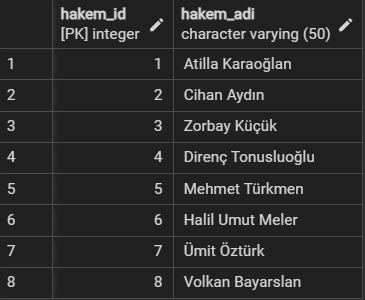 hakem_id hakem_adi
[PK] integer character varying (50)
1 1 Atilla Karaoğlan
2 2 Cihan Aydın
3 3 Zorbay Küçük
4 4 Direnç Tonusluoğlu
5 5 Mehmet Türkmen
6 6 Halil Umut Meler
7 7 Ümit Öztürk
8 8 Volkan Bayarslan